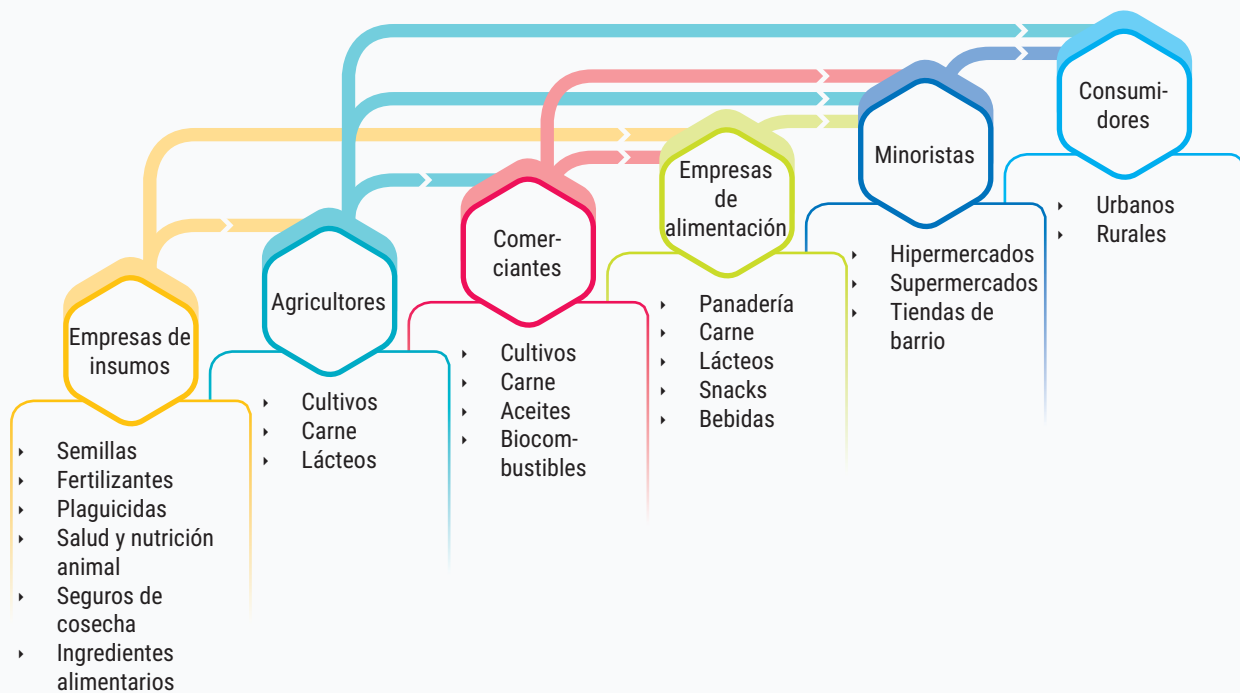 Empresas de
insumos
Semillas
Fertilizantes
Plaguicidas
Salud y nutrición
animal
Seguros de
cosecha
Ingredientes
alimentarios
Agricultores
Cultivos
Carne
Lácteos
Comer-
ciantes
Cultivos
Carne
Aceites
Biocom-
bustibles
Empresas
de
alimentación
Panadería
Carne
Lácteos
Snacks
Bebidas
Minoristas
Hipermercados
Supermercados
Tiendas de
barrio
Consumi-
dores
Urbanos
Rurales